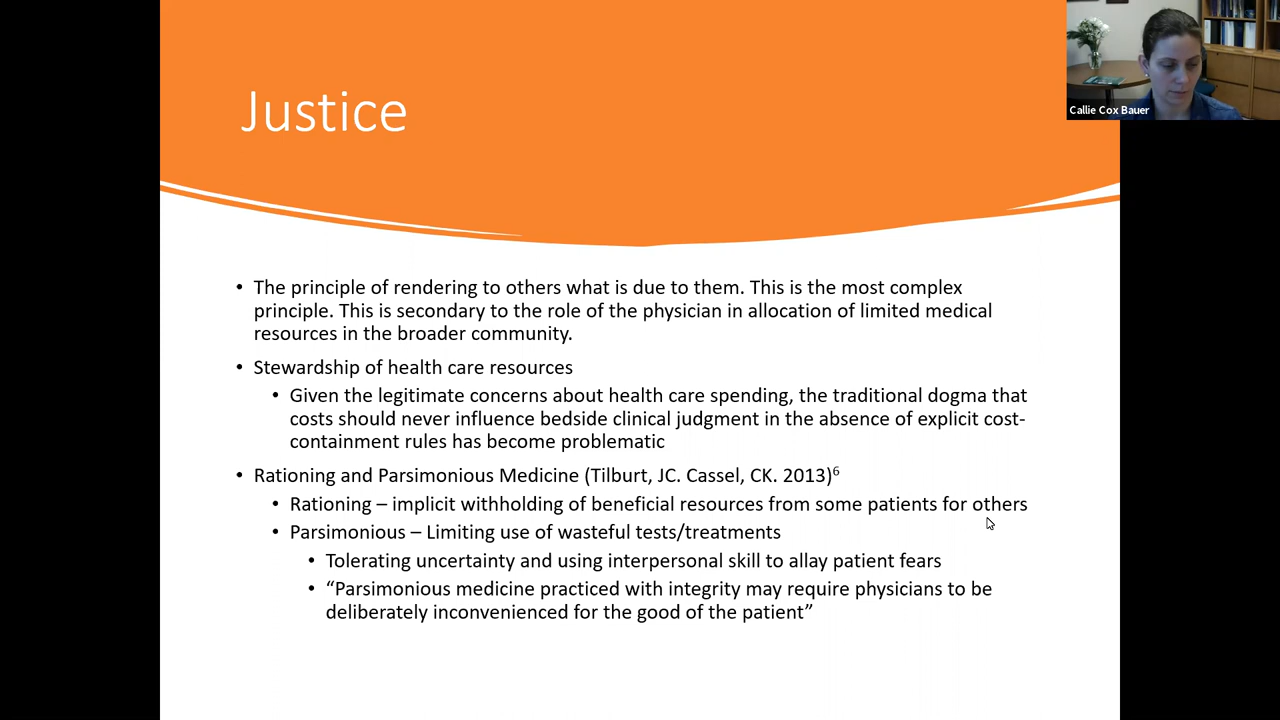 Callie Cox Bauer
Justice
• The principle of rendering to others what is due to them. This is the most complex
principle. This is secondary to the role of the physician in allocation of limited medical
resources in the broader community.
• Stewardship of health care resources
• Given the legitimate concerns about health care spending, the traditional dogma that
costs should never influence bedside clinical judgment in the absence of explicit cost-
containment rules has become problematic
• Rationing and Parsimonious Medicine (Tilburt, JC. Cassel, CK. 2013)⁶
• Rationing – implicit withholding of beneficial resources from some patients for others
• Parsimonious – Limiting use of wasteful tests/treatments
• Tolerating uncertainty and using interpersonal skill to allay patient fears
• “Parsimonious medicine practiced with integrity may require physicians to be
deliberately inconvenienced for the good of the patient”